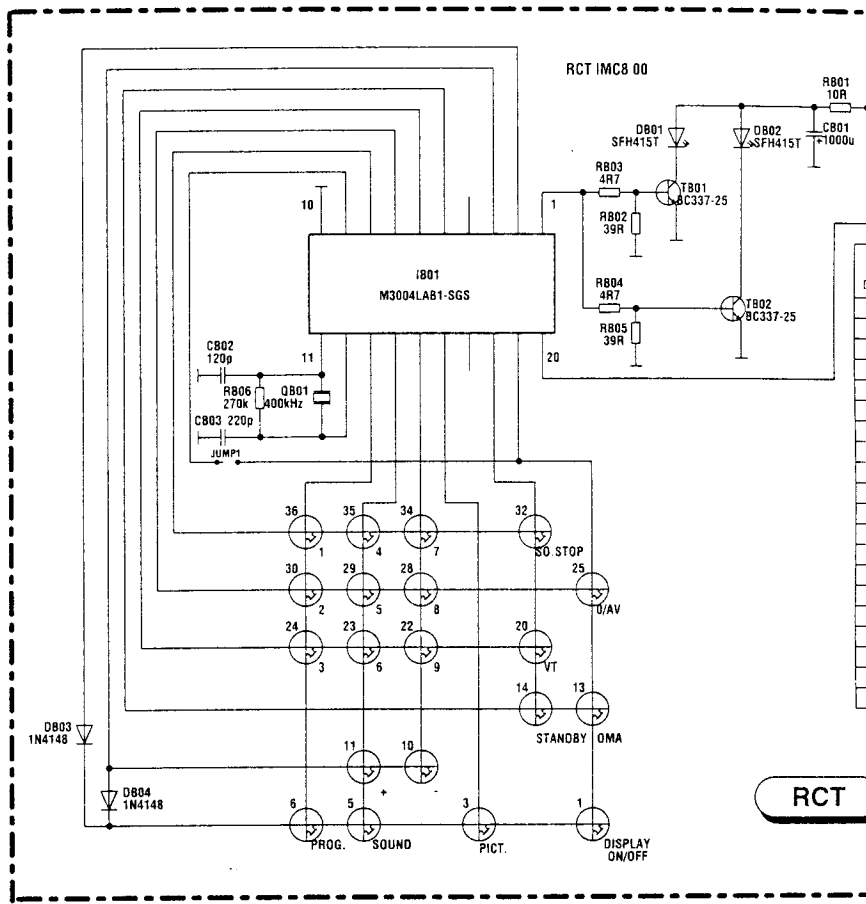 RCT IMC8 00
RB01
10R
DB01
SFH415T
DB02
SFH415T
CB01
+1000u
RB03
4R7
TB01
BC337-25
10
1
RB02
39R
IB01
M3004LAB1-SGS
RB04
4R7
TB02
BC337-25
RB05
39R
11
20
CB02
120p
RB06
270k
QB01
400kHz
CB03 220p
JUMP1
36
35
34
32
1
4
7
SO.STOP
30
29
28
25
2
5
8
0/AV
24
23
22
20
3
6
9
VT
14
13
STANDBY OMA
DB03
1N4148
11
10
+
-
DB04
1N4148
6
5
3
1
PROG.
SOUND
PICT.
DISPLAY
ON/OFF
RCT